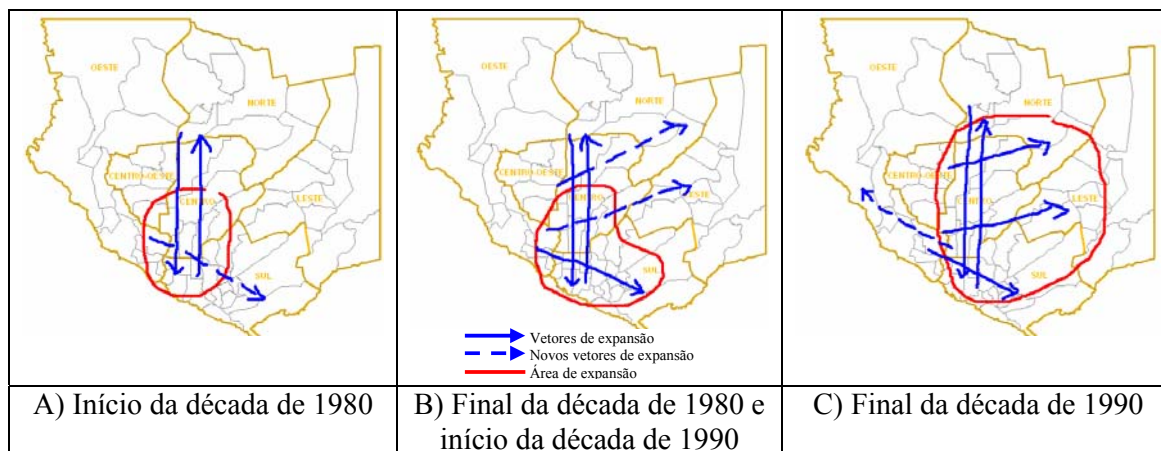 OESTE
NORTE
CENTRO-OESTE
CENTRO
LESTE
SUL
OESTE
NORTE
CENTRO-OESTE
CENTRO
LESTE
SUL
Vetores de expansão
Novos vetores de expansão
Área de expansão
OESTE
NORTE
CENTRO-OESTE
CENTRO
LESTE
SUL
A) Início da década de 1980
B) Final da década de 1980 e
início da década de 1990
C) Final da década de 1990